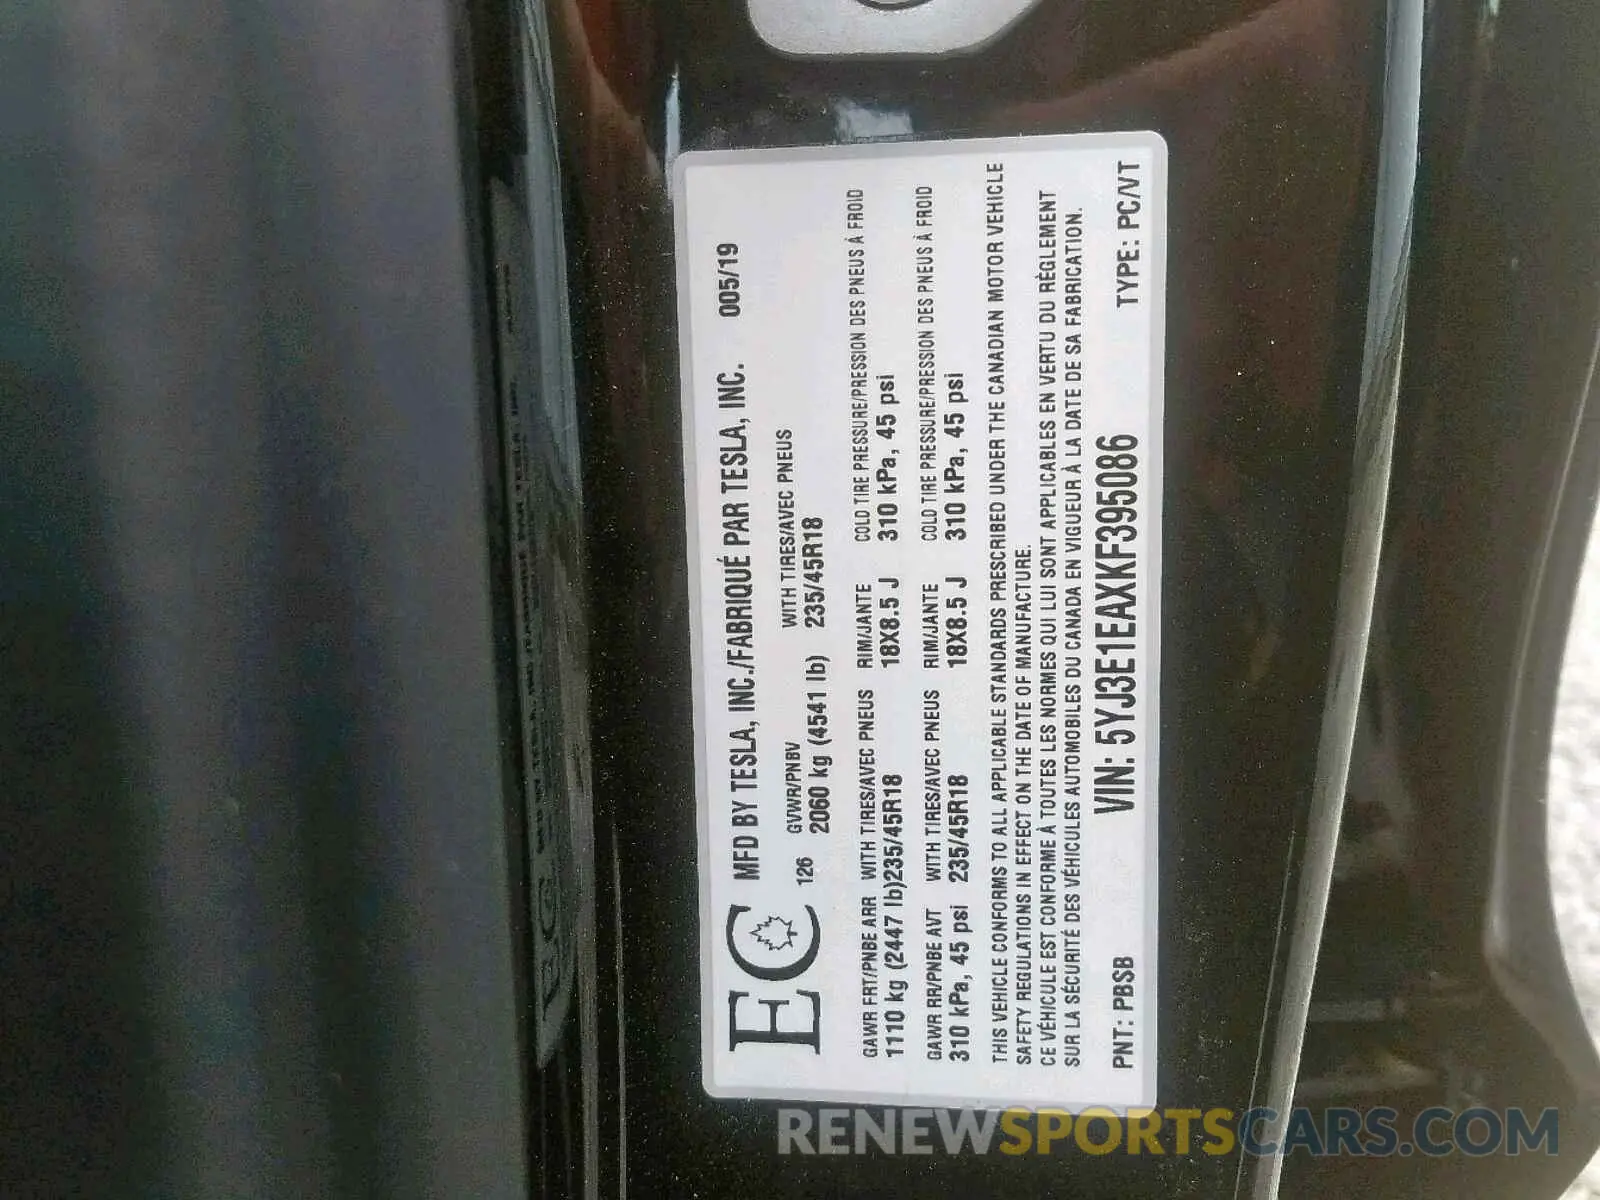 MFD BY TESLA, INC./FABRIQUÉ PAR TESLA, INC. 005/19
EC 126 GVWR/PNBV WITH TIRES/AVEC PNEUS
2060 kg (4541 lb) 235/45R18
GAWR FRT/PNBE ARR WITH TIRES/AVEC PNEUS RIM/JANTE COLD TIRE PRESSURE/PRESSION DES PNEUS À FROID
1110 kg (2447 lb)235/45R18 18X8.5 J 310 kPa, 45 psi
GAWR RR/PNBE AVT WITH TIRES/AVEC PNEUS RIM/JANTE COLD TIRE PRESSURE/PRESSION DES PNEUS À FROID
310 kPa, 45 psi 235/45R18 18X8.5 J 310 kPa, 45 psi
THIS VEHICLE CONFORMS TO ALL APPLICABLE STANDARDS PRESCRIBED UNDER THE CANADIAN MOTOR VEHICLE
SAFETY REGULATIONS IN EFFECT ON THE DATE OF MANUFACTURE.
CE VÉHICULE EST CONFORME À TOUTES LES NORMES QUI LUI SONT APPLICABLES EN VERTU DU RÈGLEMENT
SUR LA SÉCURITÉ DES VÉHICULES AUTOMOBILES DU CANADA EN VIGUEUR À LA DATE DE SA FABRICATION.
PNT: PBSB VIN: 5YJ3E1EAXKF395086 TYPE: PC/VT
RENEWSPORTSCARS.COM